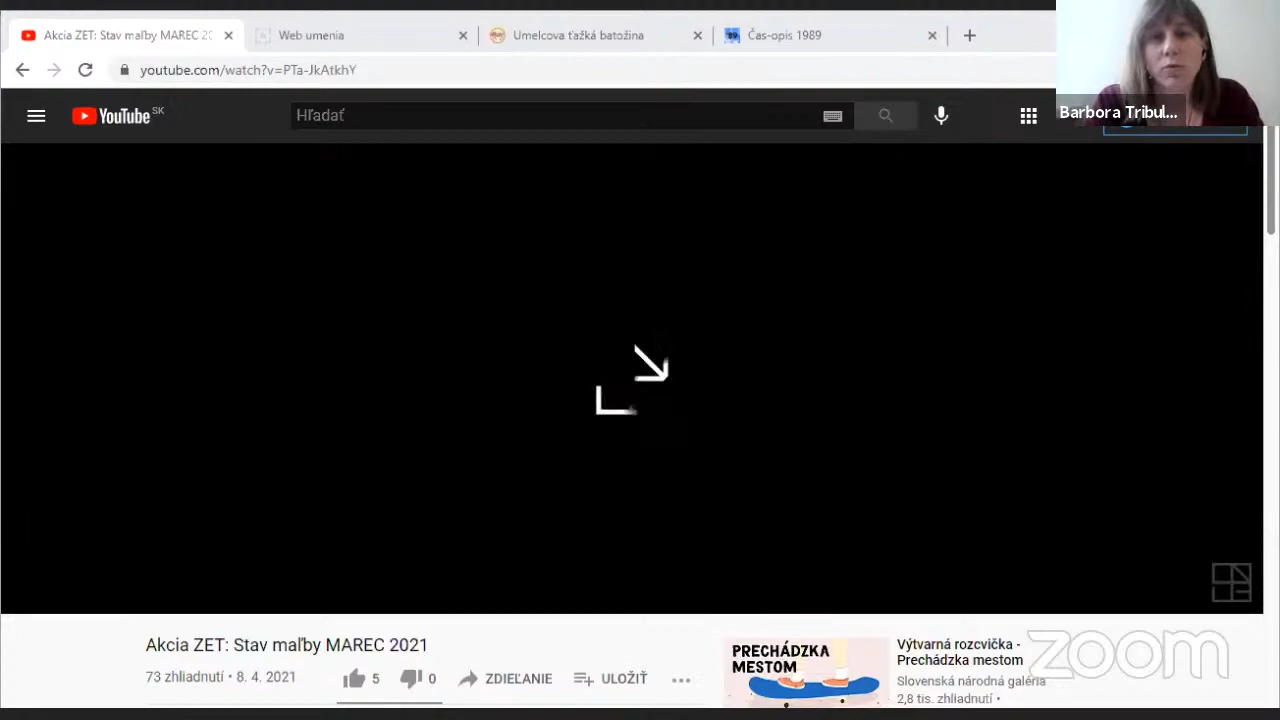 Akcia ZET: Stav maľby MAREC 20
Web umenia
Umelcova ťažká batožina
Čas-opis 1989
youtube.com/watch?v=PTa-JkAtkhY
YouTube SK
Hľadať
Barbora Tribul...
Akcia ZET: Stav maľby MAREC 2021
73 zhliadnutí • 8. 4. 2021
5
0
ZDIEĽANIE
ULOŽIŤ
PRECHÁDZKA
MESTOM
Výtvarná rozcvička -
Prechádzka mestom
Slovenská národná galéria
2,8 tis. zhliadnutí •
zoom